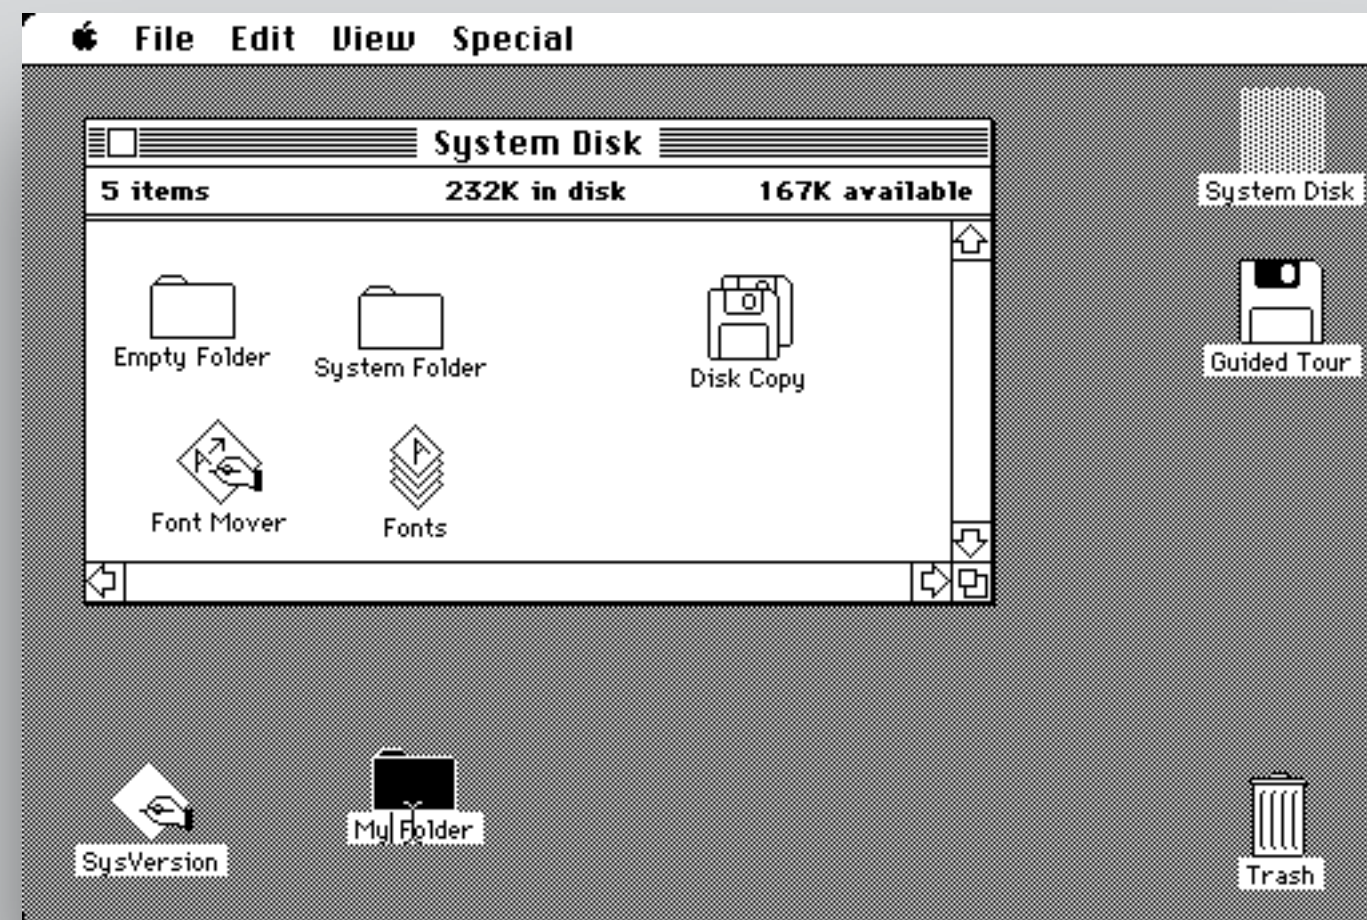 File Edit View Special
System Disk
5 items 232K in disk 167K available
Empty Folder
System Folder
Disk Copy
Font Mover
Fonts
System Disk
Guided Tour
SysVersion
My Folder
Trash